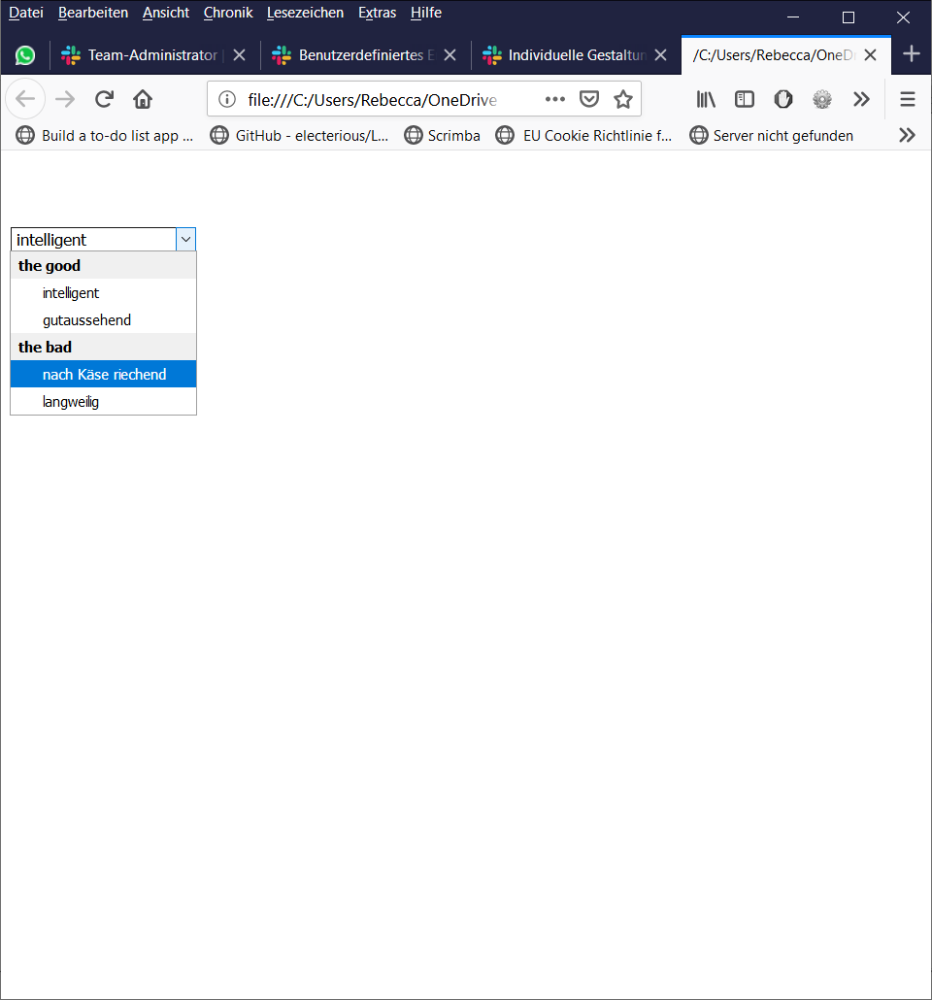 Datei Bearbeiten Ansicht Chronik Lesezeichen Extras Hilfe
Team-Administrator | Benutzerdefiniertes E Individuelle Gestaltun /C:/Users/Rebecca/OneDri
file:///C:/Users/Rebecca/OneDrive
Build a to-do list app ... GitHub - electerious/L... Scrimba EU Cookie Richtlinie f... Server nicht gefunden
intelligent
the good
intelligent
gutaussehend
the bad
nach Käse riechend
langweilig